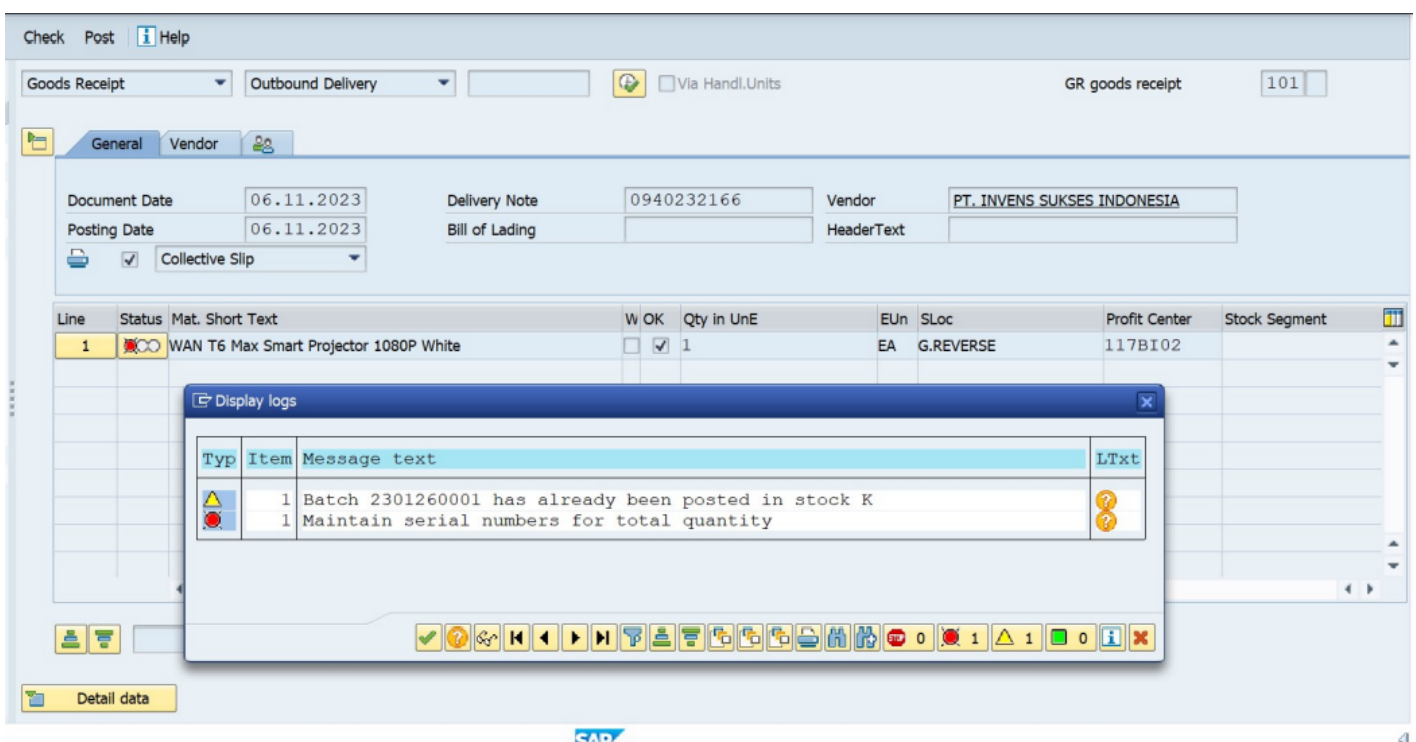 Check Post Help
Goods Receipt Outbound Delivery Via Handl.Units GR goods receipt 101
General Vendor
Document Date 06.11.2023 Delivery Note 0940232166 Vendor PT. INVENS SUKSES INDONESIA
Posting Date 06.11.2023 Bill of Lading HeaderText
Collective Slip
Line Status Mat. Short Text W OK Qty in UnE EUn SLoc Profit Center Stock Segment
1 WAN T6 Max Smart Projector 1080P White 1 EA G.REVERSE 117BI02
Display logs
Typ Item Message text LTxt
1 Batch 2301260001 has already been posted in stock K
1 Maintain serial numbers for total quantity
STOP 0 1 1 0
Detail data
SAP